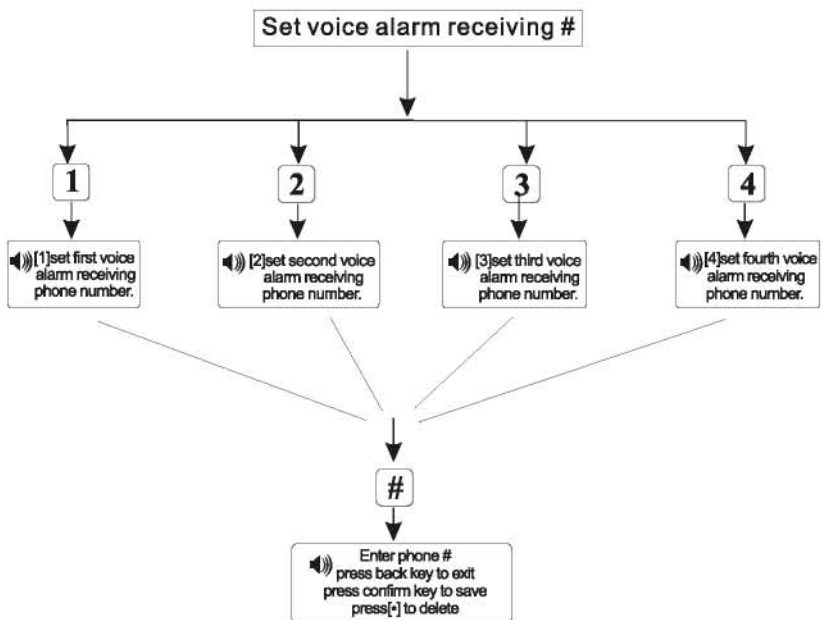 Set voice alarm receiving #
1
2
3
4
[1]set first voice
alarm receiving
phone number.
[2]set second voice
alarm receiving
phone number.
[3]set third voice
alarm receiving
phone number.
[4]set fourth voice
alarm receiving
phone number.
#
Enter phone #
press back key to exit
press confirm key to save
press[*] to delete